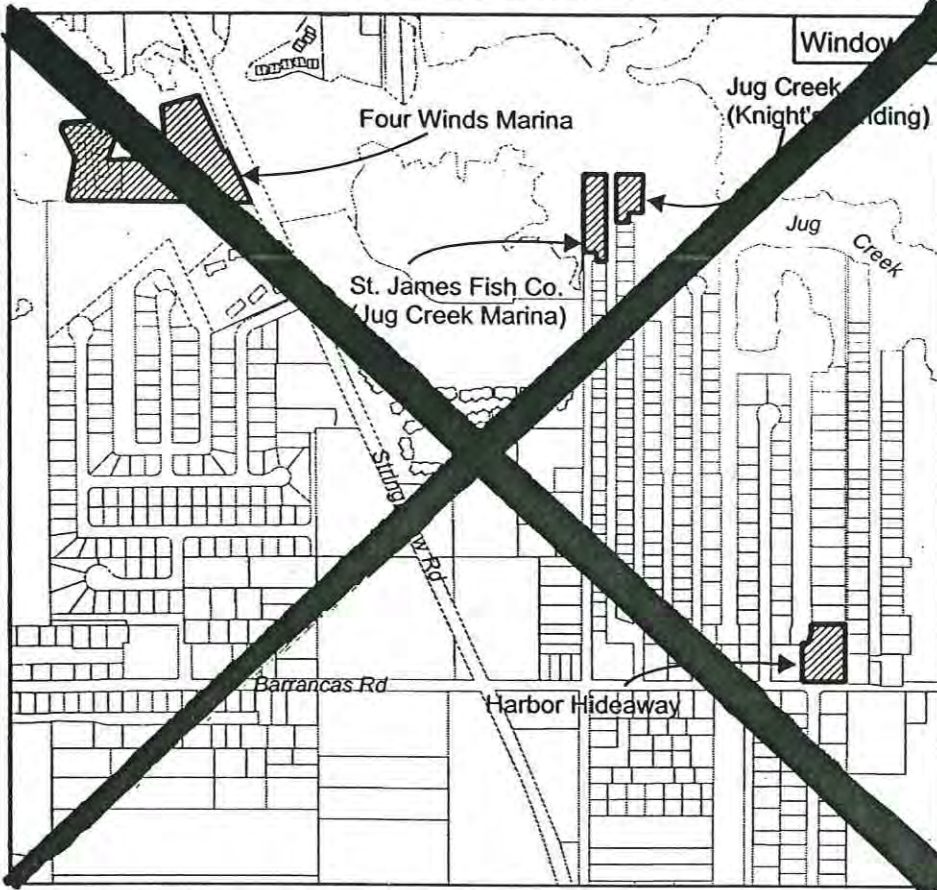 Window
Jug Creek
(Knight's
Four Winds Marina
Jug
Creek
St. James Fish Co.
(Jug Creek Marina)
Rd
Barrancas Rd
Harbor Hideaway